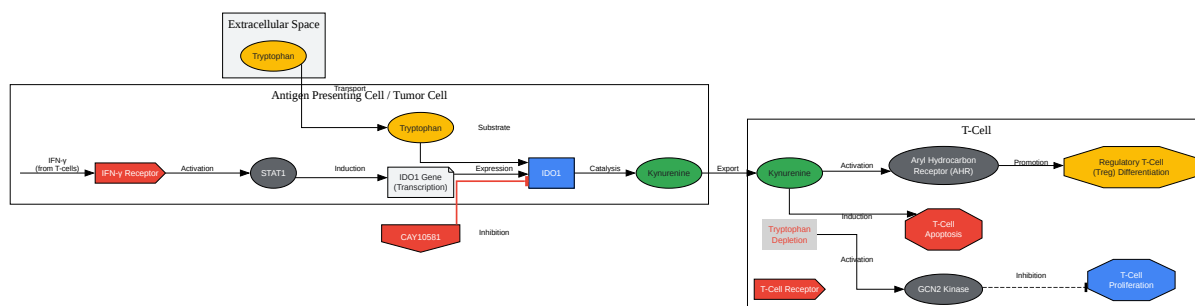 Extracellular Space
Tryptophan
Transport
Antigen Presenting Cell / Tumor Cell
Tryptophan
Substrate
IFN-γ
(from T-cells)
IFN-γ Receptor
Activation
STAT1
Induction
IDO1 Gene
(Transcription)
Expression
IDO1
Catalysis
Kynurenine
Export
CAY10581
Inhibition
T-Cell
Kynurenine
Activation
Aryl Hydrocarbon
Receptor (AHR)
Promotion
Regulatory T-Cell
(Treg) Differentiation
Induction
T-Cell
Apoptosis
Tryptophan
Depletion
Activation
T-Cell Receptor
GCN2 Kinase
Inhibition
T-Cell
Proliferation